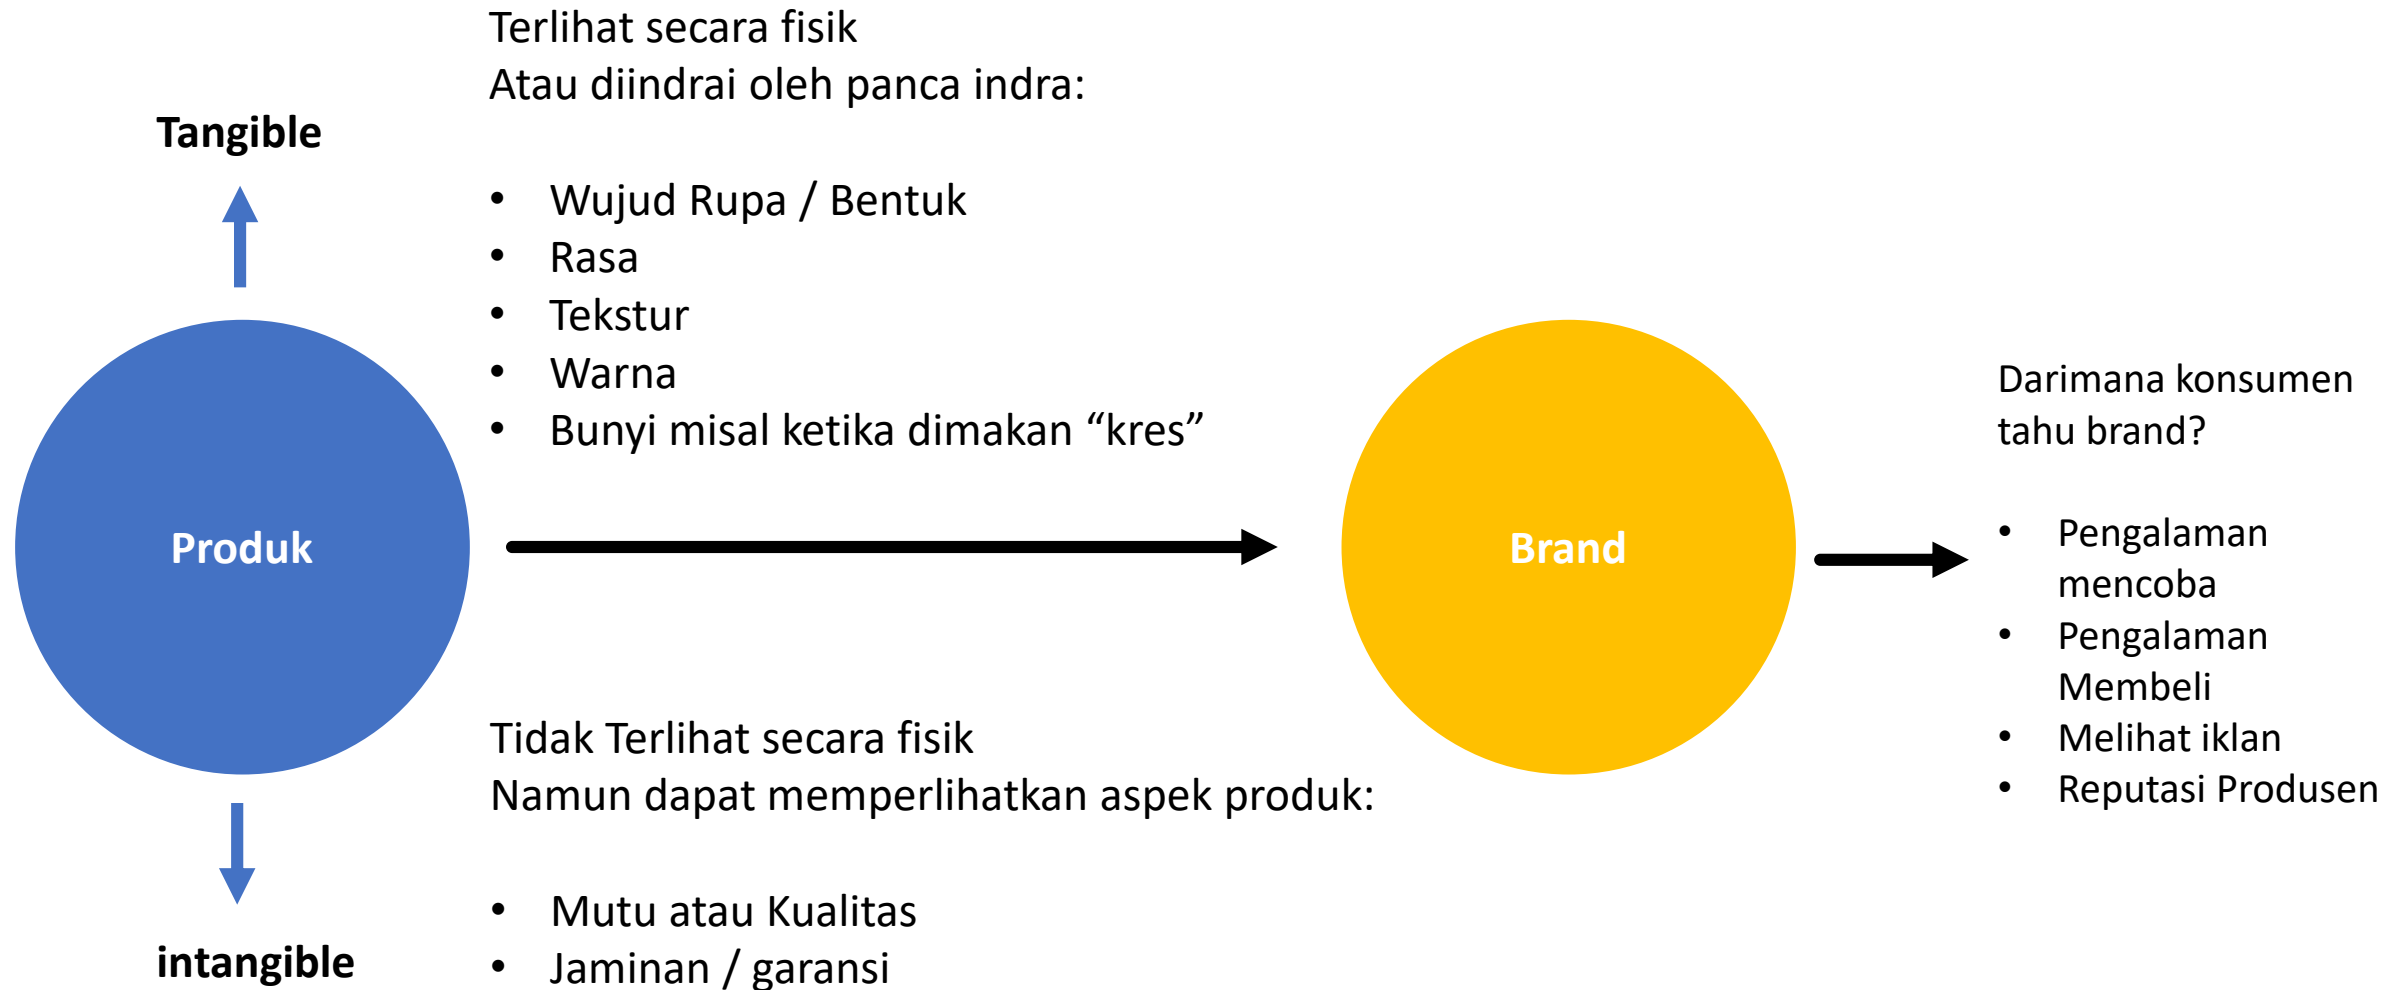 Terlihat secara fisik
Atau diindrai oleh panca indra:
Tangible
• Wujud Rupa / Bentuk
• Rasa
• Tekstur
• Warna
• Bunyi misal ketika dimakan “kres”
Produk
Brand
Darimana konsumen
tahu brand?
• Pengalaman
mencoba
• Pengalaman
Membeli
• Melihat iklan
• Reputasi Produsen
Tidak Terlihat secara fisik
Namun dapat memperlihatkan aspek produk:
• Mutu atau Kualitas
• Jaminan / garansi
intangible